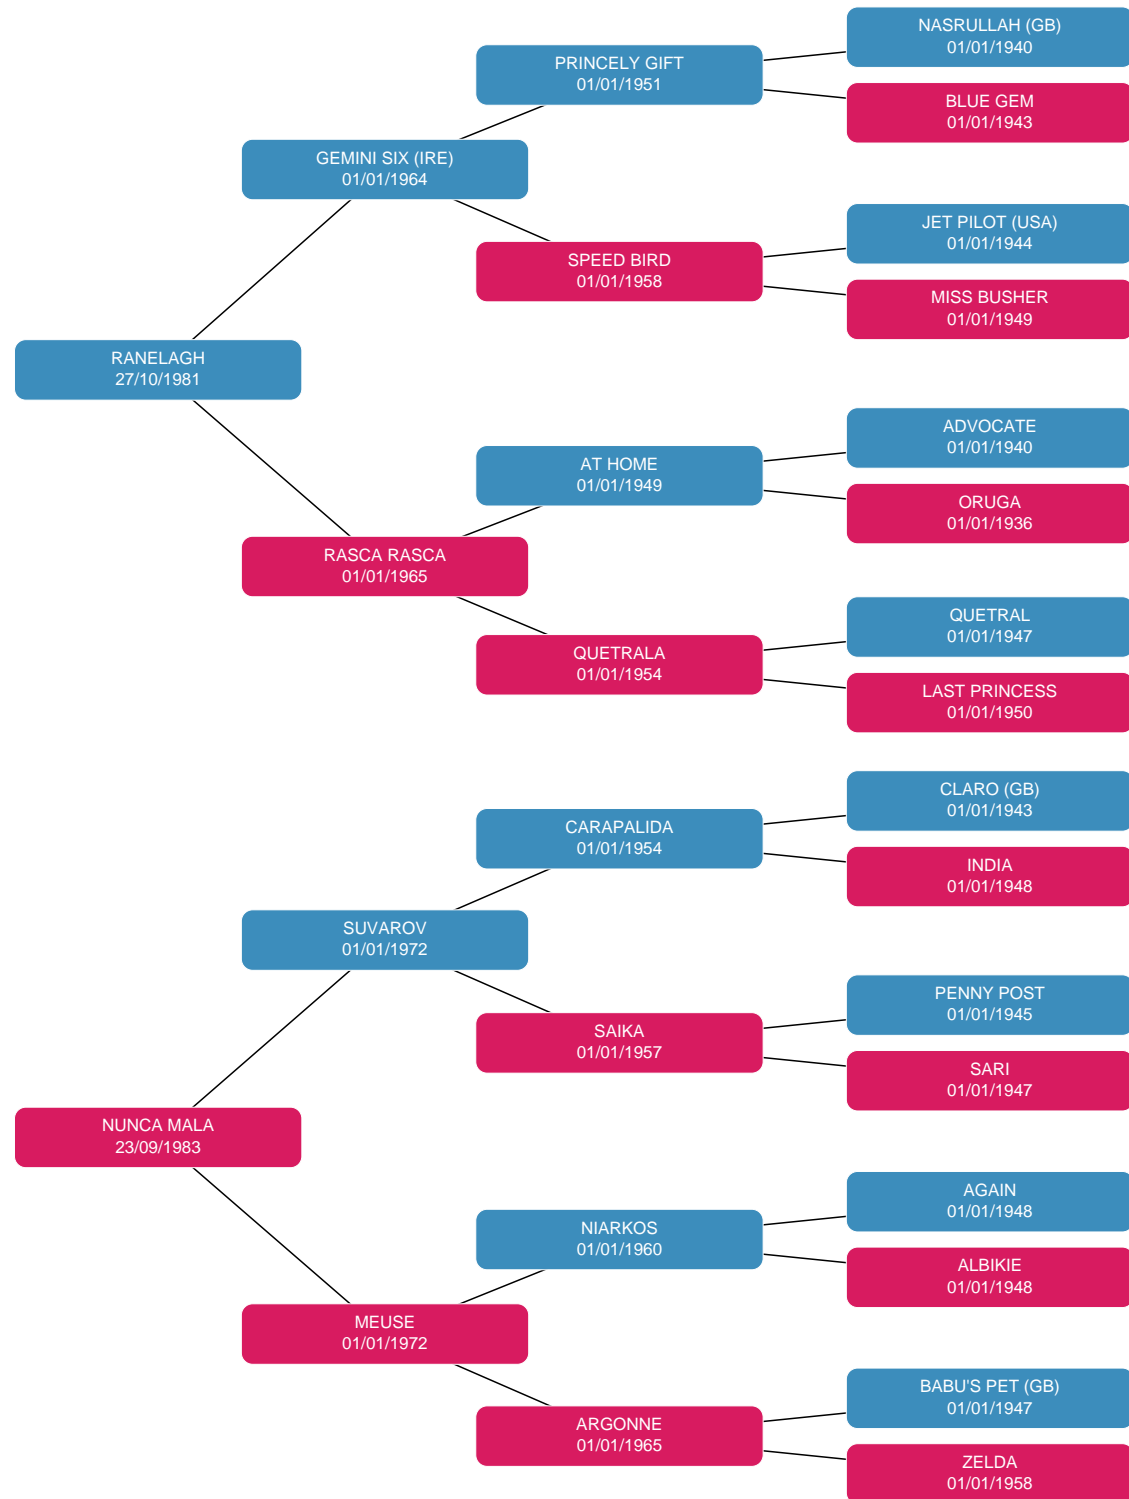 NASRULLAH (GB)
01/01/1940
PRINCELY GIFT
01/01/1951
BLUE GEM
01/01/1943
GEMINI SIX (IRE)
01/01/1964
JET PILOT (USA)
01/01/1944
SPEED BIRD
01/01/1958
MISS BUSHER
01/01/1949
RANELAGH
27/10/1981
ADVOCATE
01/01/1940
AT HOME
01/01/1949
ORUGA
01/01/1936
RASCA RASCA
01/01/1965
QUETRAL
01/01/1947
QUETRALA
01/01/1954
LAST PRINCESS
01/01/1950
CLARO (GB)
01/01/1943
CARAPALIDA
01/01/1954
INDIA
01/01/1948
SUVAROV
01/01/1972
PENNY POST
01/01/1945
SAIKA
01/01/1957
SARI
01/01/1947
NUNCA MALA
23/09/1983
AGAIN
01/01/1948
NIARKOS
01/01/1960
ALBIKIE
01/01/1948
MEUSE
01/01/1972
BABU'S PET (GB)
01/01/1947
ARGONNE
01/01/1965
ZELDA
01/01/1958